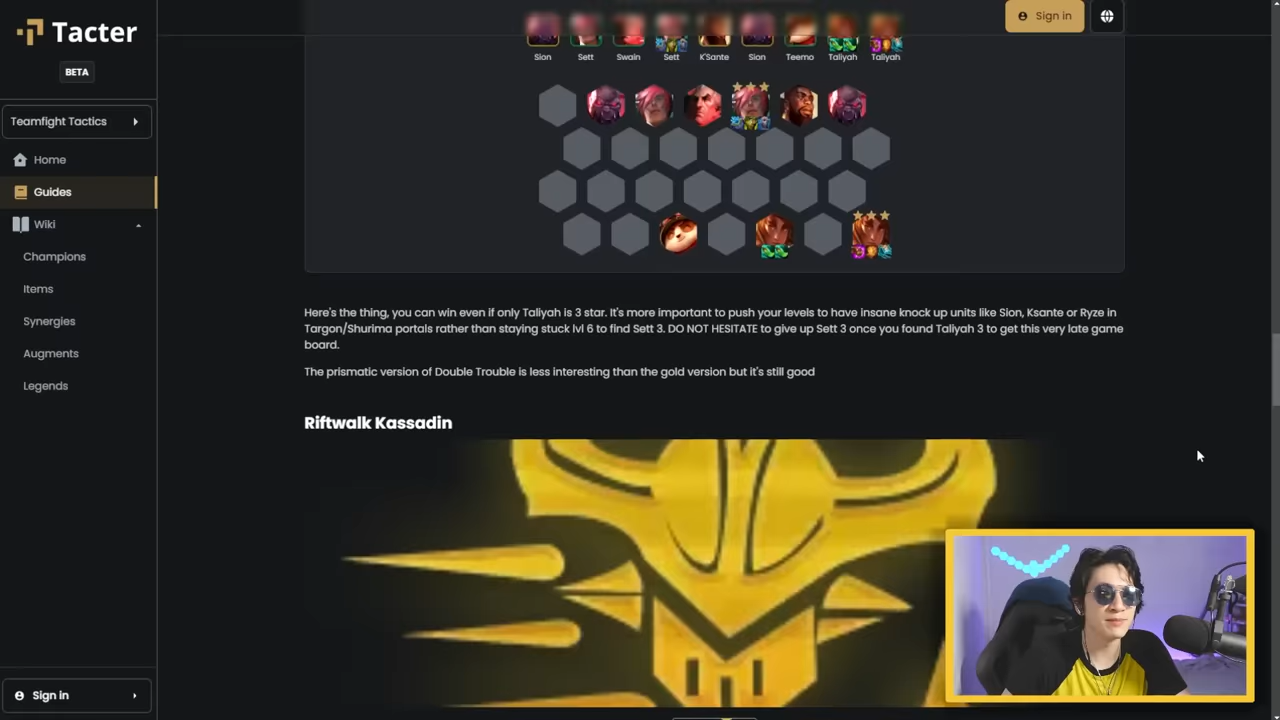 Tacter
BETA
Teamfight Tactics
Home
Guides
Wiki
Champions
Items
Synergies
Augments
Legends
Sign in
Sign in
Sion Sett Swain Sett K'Sante Sion Teemo Taliyah Taliyah
Here's the thing, you can win even if only Taliyah is 3 star. It's more important to push your levels to have insane knock up units like Sion, Ksante or Ryze in
Targon/Shurima portals rather than staying stuck lvl 6 to find Sett 3. DO NOT HESITATE to give up Sett 3 once you found Taliyah 3 to get this very late game
board.
The prismatic version of Double Trouble is less interesting than the gold version but it's still good
Riftwalk Kassadin